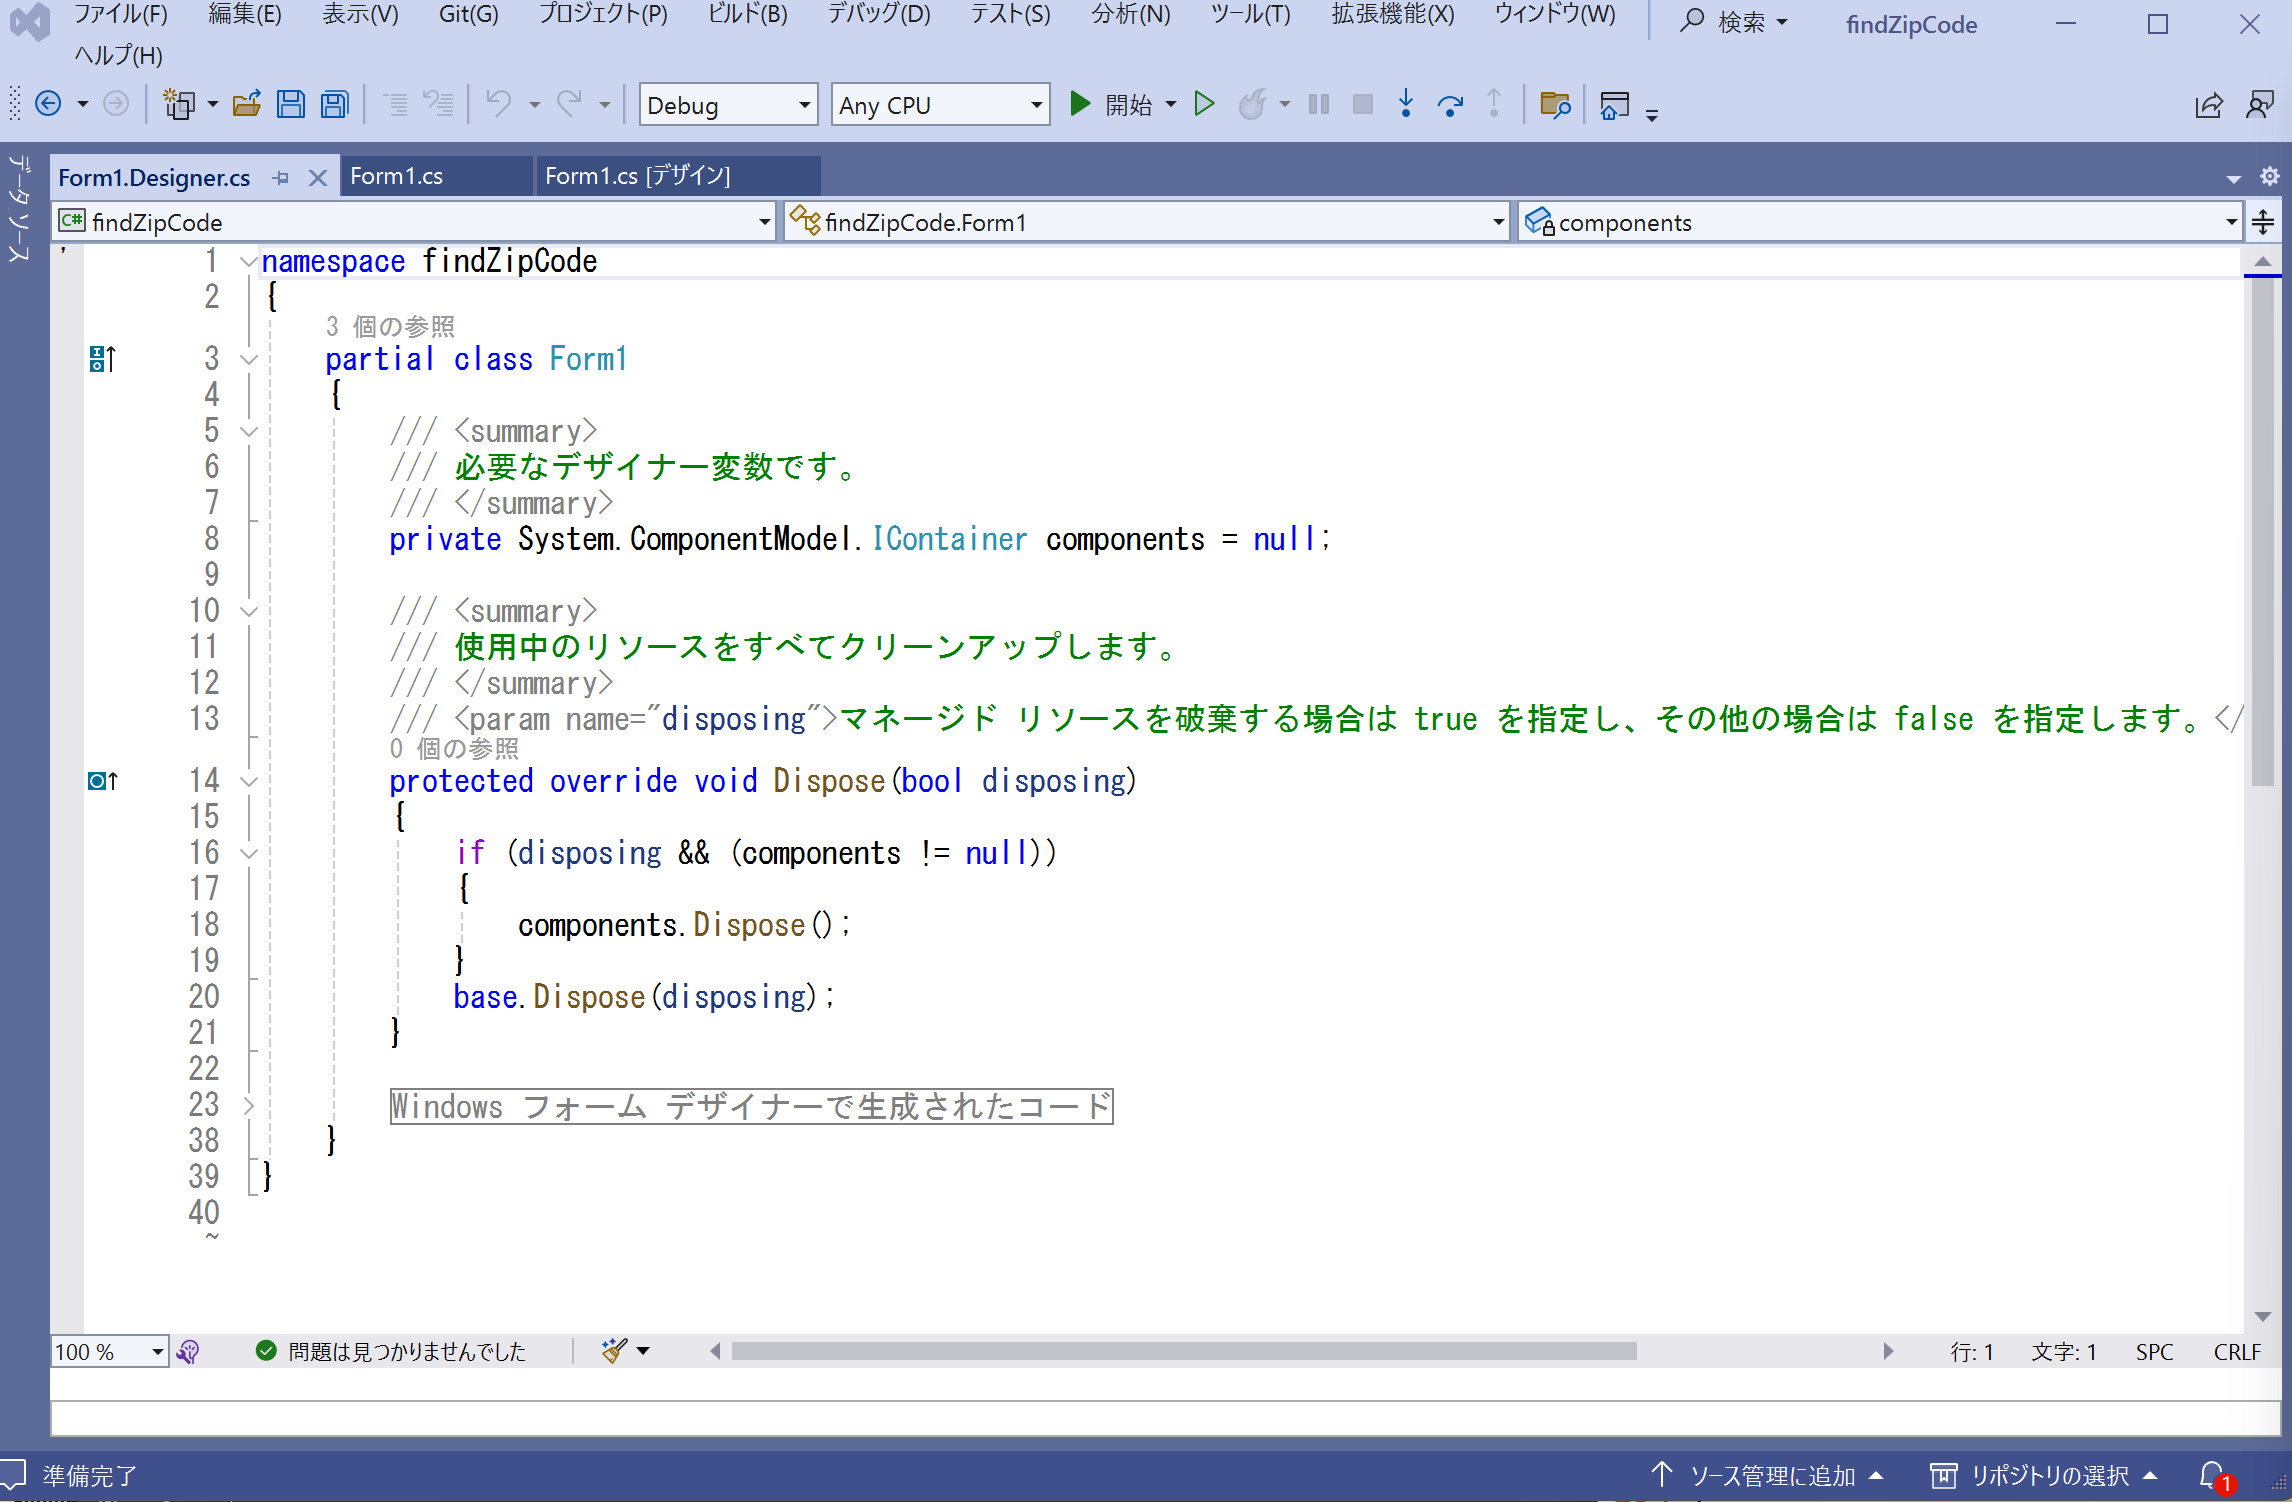 ファイル(F) 編集(E) 表示(V) Git(G) プロジェクト(P) ビルド(B) デバッグ(D) テスト(S) 分析(N) ツール(T) 拡張機能(X) ウィンドウ(W) 検索 findZipCode
ヘルプ(H)
Debug Any CPU 開始
データ ソース
Form1.Designer.cs Form1.cs Form1.cs [デザイン]
C# findZipCode findZipCode.Form1 components
1 namespace findZipCode
2 {
3 個の参照
3 partial class Form1
4 {
5 /// <summary>
6 /// 必要なデザイナー変数です。
7 /// </summary>
8 private System.ComponentModel.IContainer components = null;
9
10 /// <summary>
11 /// 使用中のリソースをすべてクリーンアップします。
12 /// </summary>
13 /// <param name="disposing">マネージド リソースを破棄する場合は true を指定し、その他の場合は false を指定します。</
0 個の参照
14 protected override void Dispose(bool disposing)
15 {
16 if (disposing && (components != null))
17 {
18 components.Dispose();
19 }
20 base.Dispose(disposing);
21 }
22
23 Windows フォーム デザイナーで生成されたコード
38 }
39 }
40
~
100 % 問題は見つかりませんでした 行: 1 文字: 1 SPC CRLF
準備完了 ソース管理に追加 リポジトリの選択 1